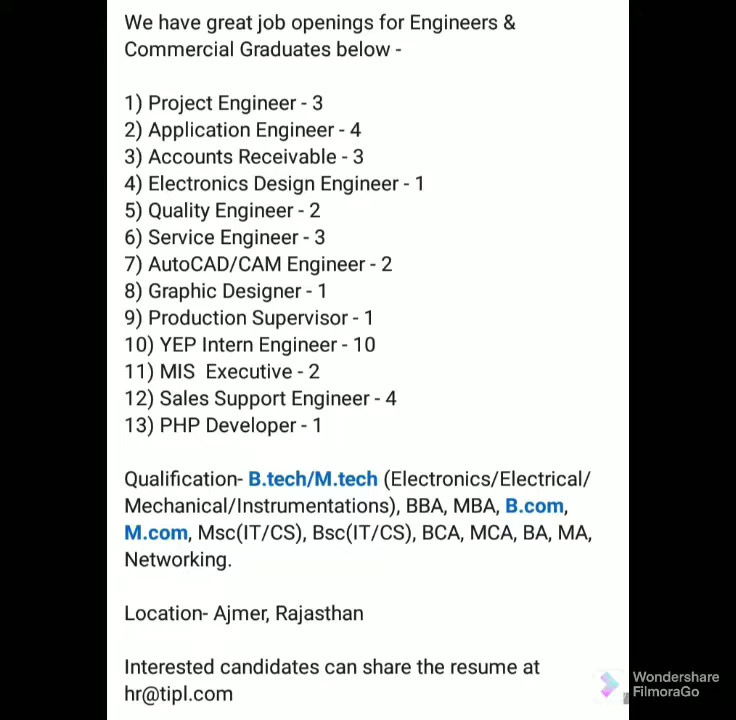 We have great job openings for Engineers &
Commercial Graduates below -
1) Project Engineer - 3
2) Application Engineer - 4
3) Accounts Receivable - 3
4) Electronics Design Engineer - 1
5) Quality Engineer - 2
6) Service Engineer - 3
7) AutoCAD/CAM Engineer - 2
8) Graphic Designer - 1
9) Production Supervisor - 1
10) YEP Intern Engineer - 10
11) MIS  Executive - 2
12) Sales Support Engineer - 4
13) PHP Developer - 1
Qualification- B.tech/M.tech (Electronics/Electrical/
Mechanical/Instrumentations), BBA, MBA, B.com,
M.com, Msc(IT/CS), Bsc(IT/CS), BCA, MCA, BA, MA,
Networking.
Location- Ajmer, Rajasthan
Interested candidates can share the resume at
hr@tipl.com
Wondershare
FilmoraGo